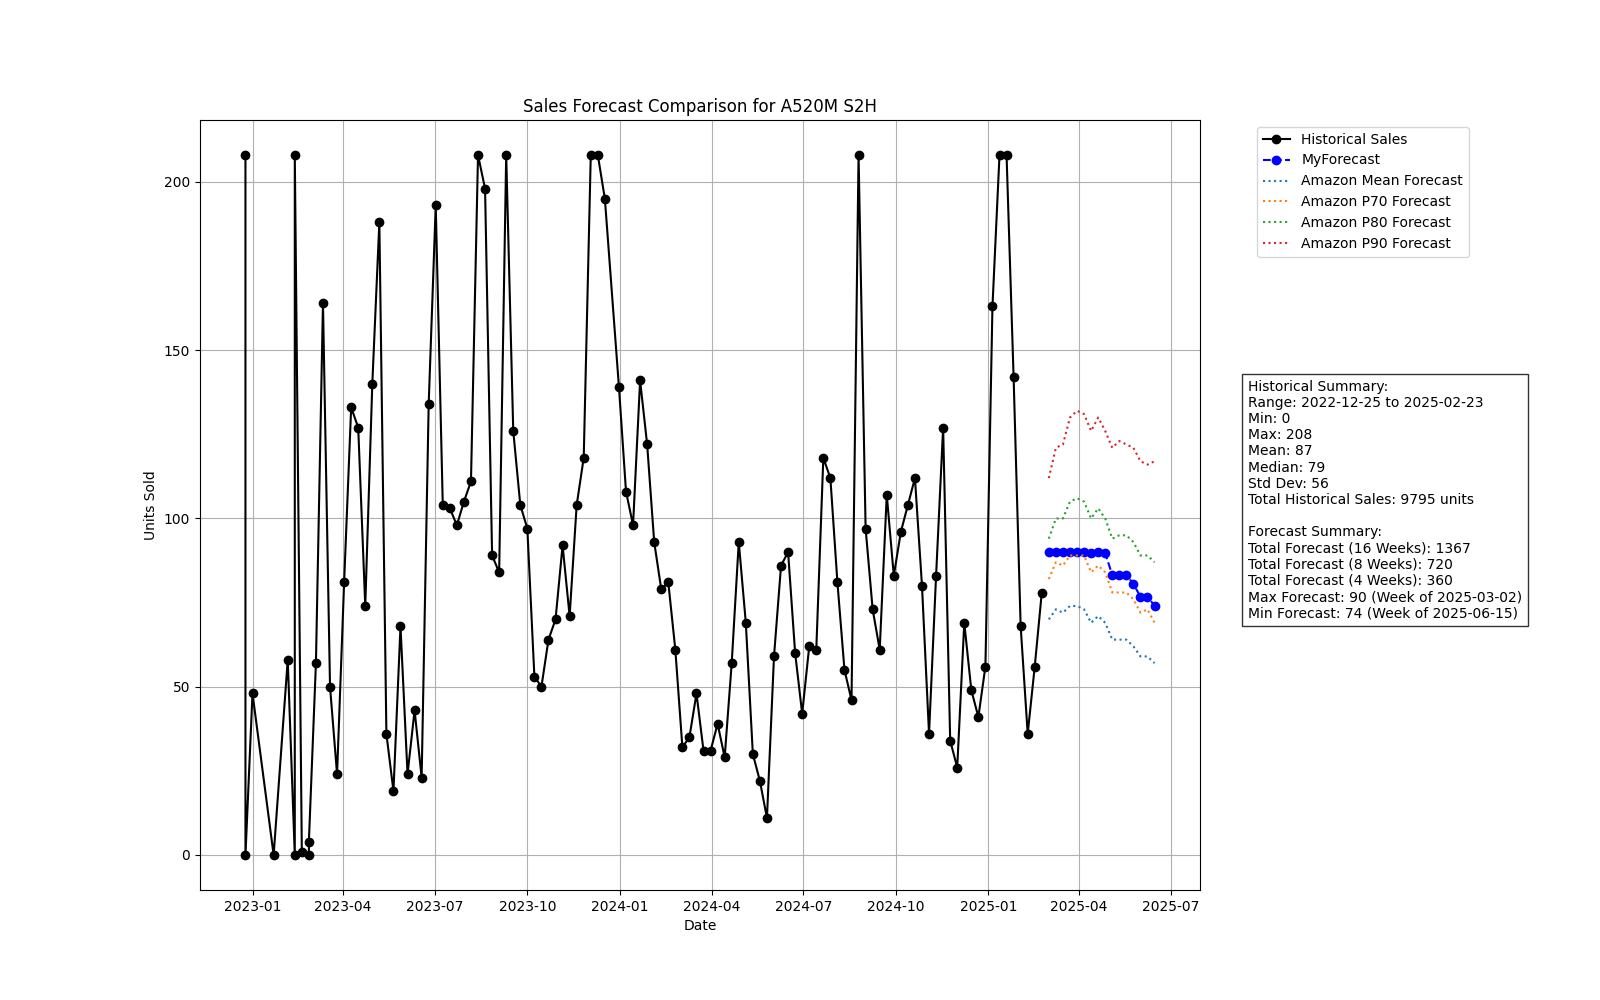 Sales Forecast Comparison for A520M S2H
Historical Sales
MyForecast
Amazon Mean Forecast
Amazon P70 Forecast
Amazon P80 Forecast
Amazon P90 Forecast
200
150
100
50
0
Units Sold
2023-01 2023-04 2023-07 2023-10 2024-01 2024-04 2024-07 2024-10 2025-01 2025-04 2025-07
Date
Historical Summary:
Range: 2022-12-25 to 2025-02-23
Min: 0
Max: 208
Mean: 87
Median: 79
Std Dev: 56
Total Historical Sales: 9795 units
Forecast Summary:
Total Forecast (16 Weeks): 1367
Total Forecast (8 Weeks): 720
Total Forecast (4 Weeks): 360
Max Forecast: 90 (Week of 2025-03-02)
Min Forecast: 74 (Week of 2025-06-15)